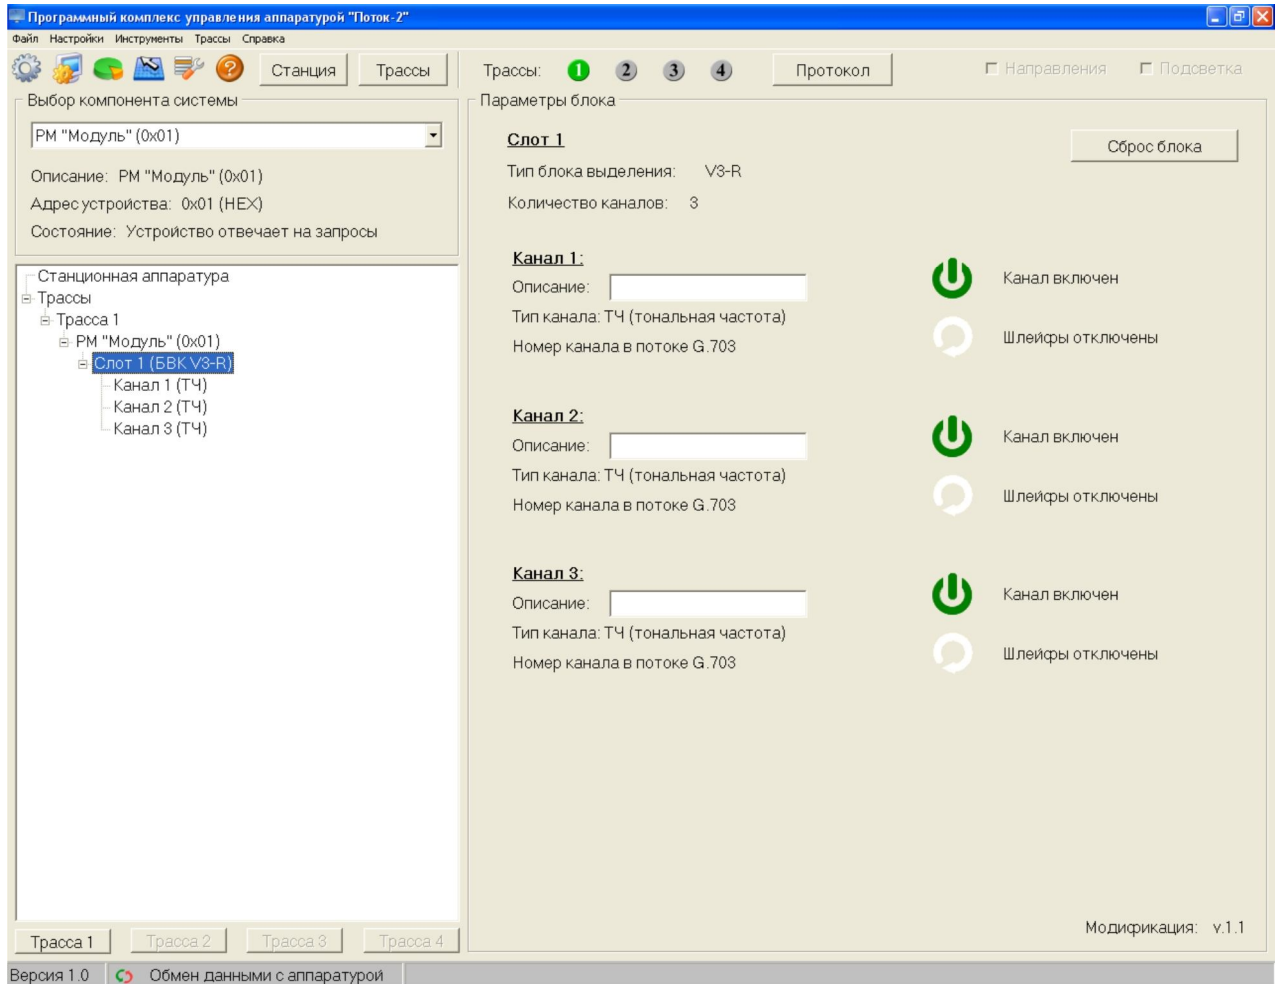 Программный комплекс управления аппаратурой "Поток-2"
Файл Настройки Инструменты Трассы Справка
Станция Трассы Трассы: 1 2 3 4 Протокол Направления Подсветка
Выбор компонента системы
РМ "Модуль" (0x01)
Описание: РМ "Модуль" (0x01)
Адрес устройства: 0x01 (HEX)
Состояние: Устройство отвечает на запросы
Станционная аппаратура
Трассы
Трасса 1
РМ "Модуль" (0x01)
Слот 1 (БВК V3-R)
Канал 1 (ТЧ)
Канал 2 (ТЧ)
Канал 3 (ТЧ)
Трасса 1 Трасса 2 Трасса 3 Трасса 4
Параметры блока
Слот 1
Сброс блока
Тип блока выделения: V3-R
Количество каналов: 3
Канал 1:
Описание:
Канал включен
Тип канала: ТЧ (тональная частота)
Шлейфы отключены
Номер канала в потоке G.703
Канал 2:
Описание:
Канал включен
Тип канала: ТЧ (тональная частота)
Шлейфы отключены
Номер канала в потоке G.703
Канал 3:
Описание:
Канал включен
Тип канала: ТЧ (тональная частота)
Шлейфы отключены
Номер канала в потоке G.703
Модификация: v.1.1
Версия 1.0 Обмен данными с аппаратурой